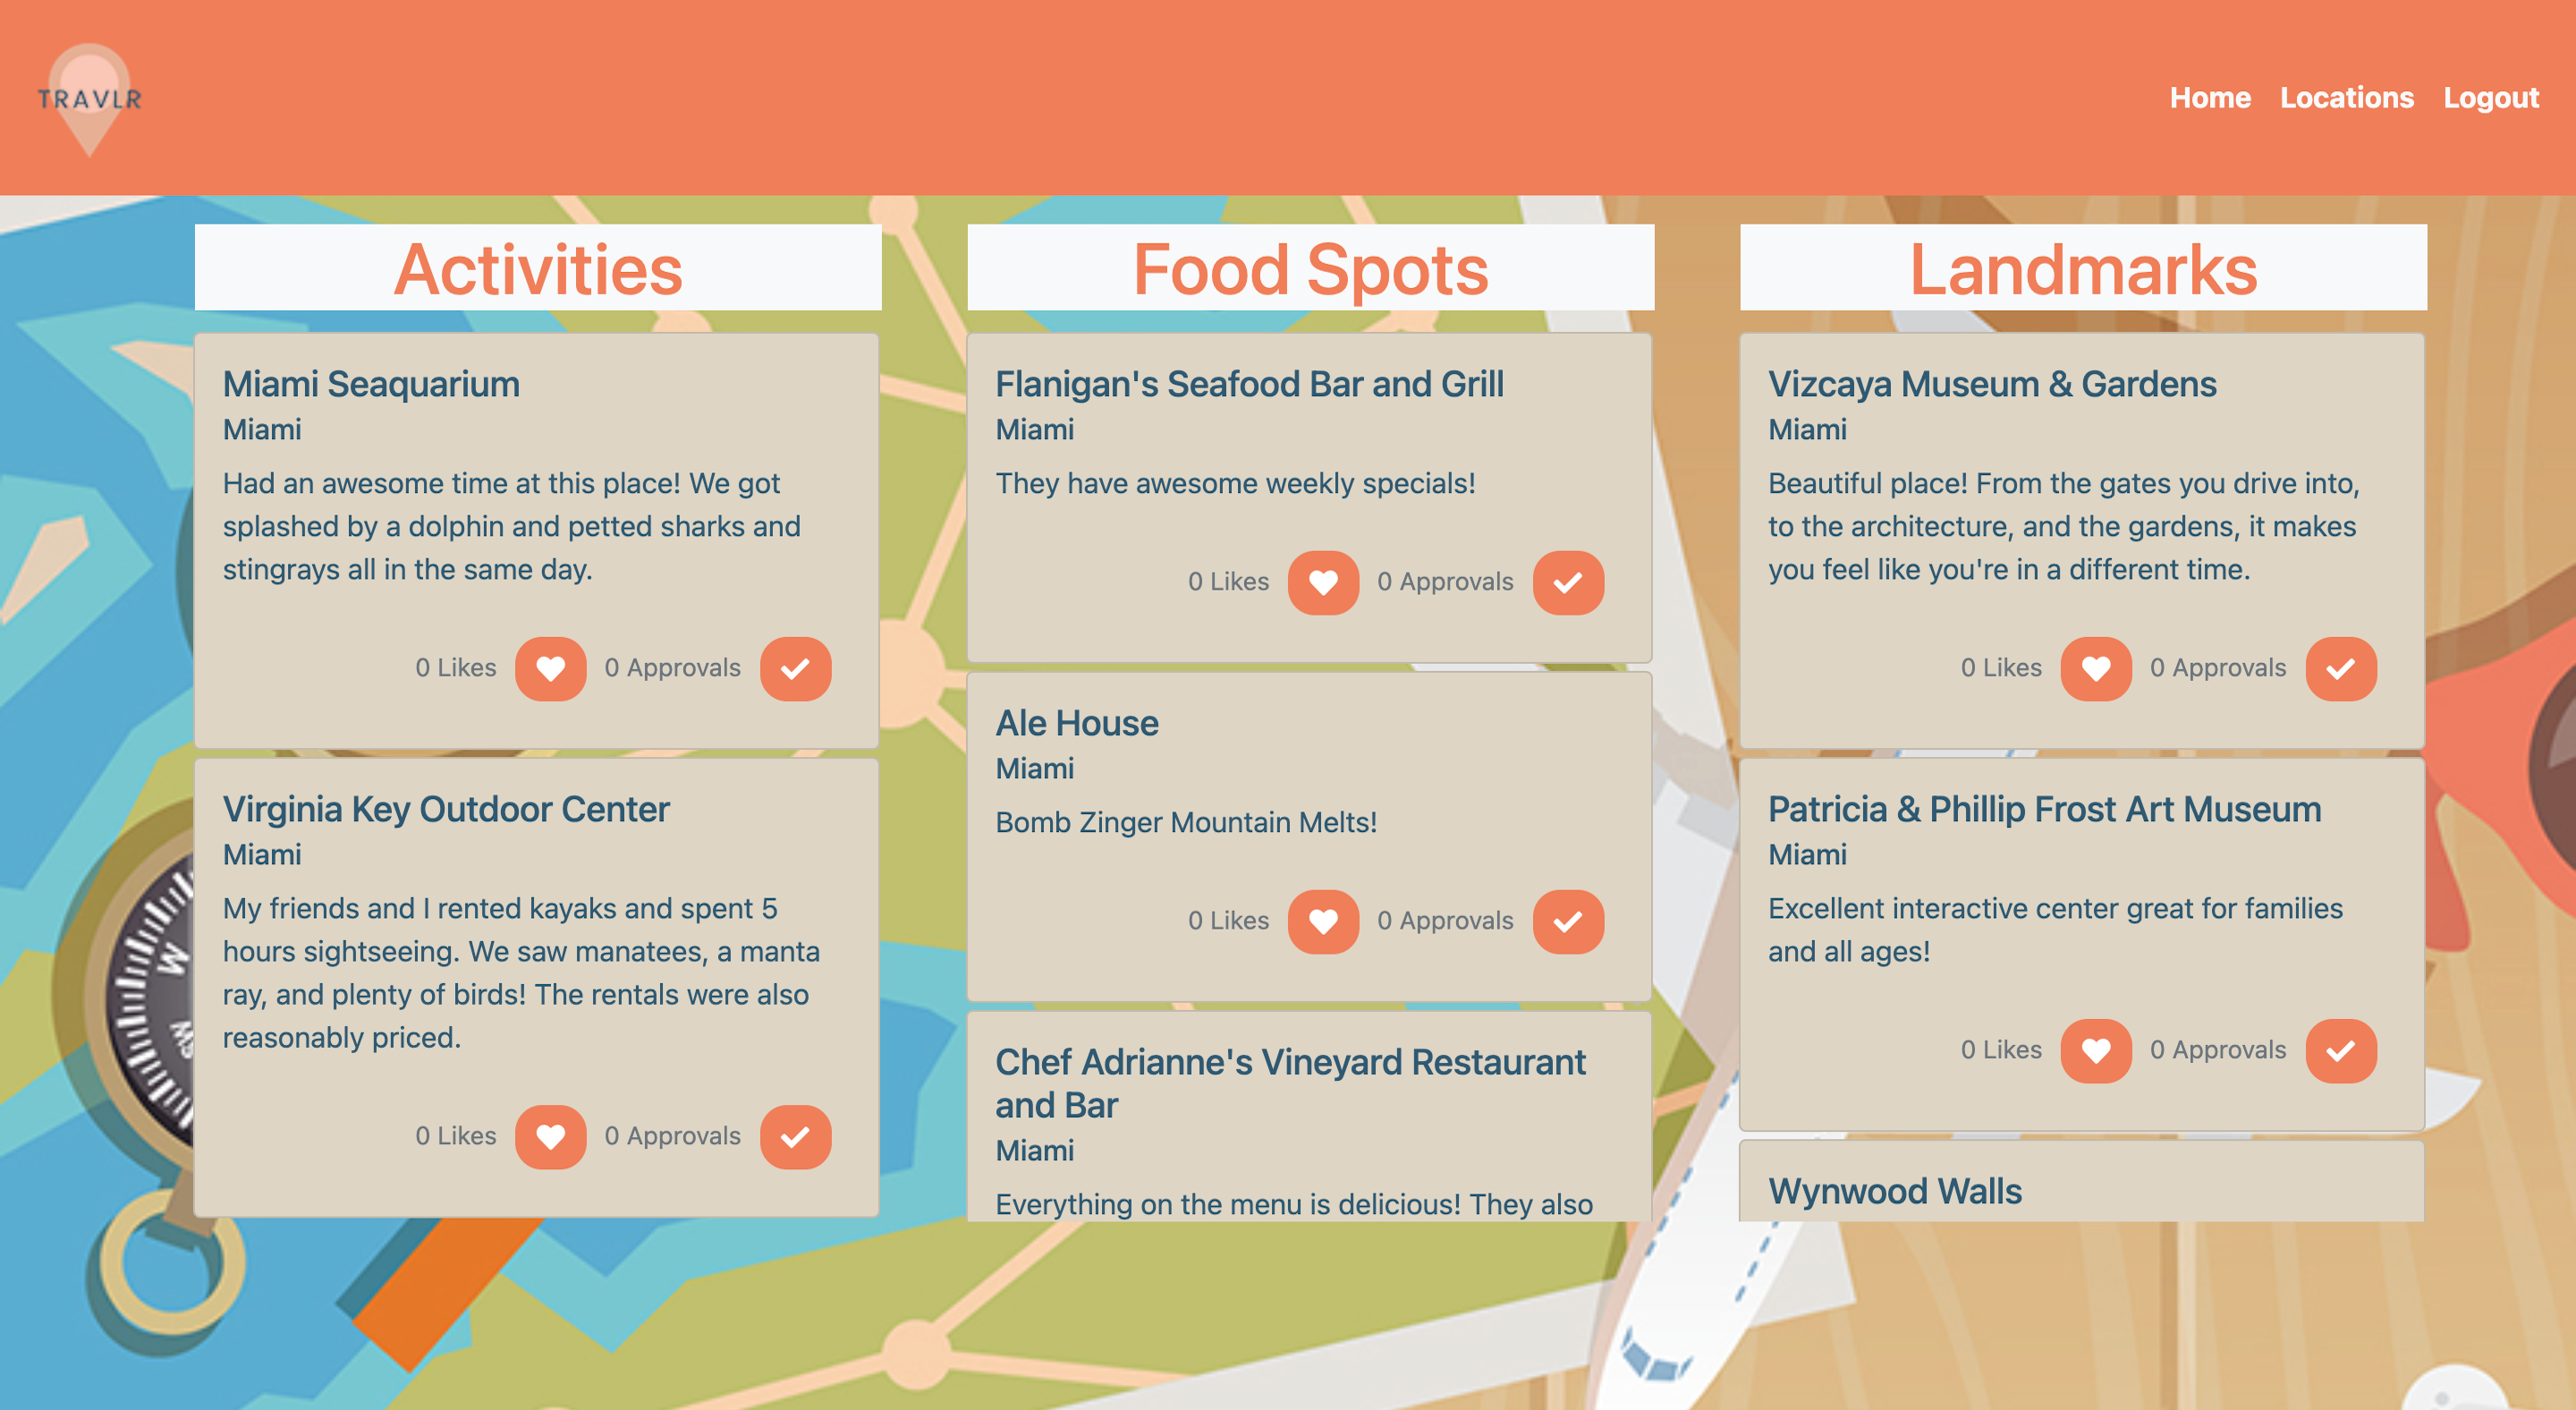 TRAVLR
Home Locations Logout
Activities
Miami Seaquarium
Miami
Had an awesome time at this place! We got
splashed by a dolphin and petted sharks and
stingrays all in the same day.
0 Likes 0 Approvals
Virginia Key Outdoor Center
Miami
My friends and I rented kayaks and spent 5
hours sightseeing. We saw manatees, a manta
ray, and plenty of birds! The rentals were also
reasonably priced.
0 Likes 0 Approvals
Food Spots
Flanigan's Seafood Bar and Grill
Miami
They have awesome weekly specials!
0 Likes 0 Approvals
Ale House
Miami
Bomb Zinger Mountain Melts!
0 Likes 0 Approvals
Chef Adrianne's Vineyard Restaurant
and Bar
Miami
Everything on the menu is delicious! They also
Landmarks
Vizcaya Museum & Gardens
Miami
Beautiful place! From the gates you drive into,
to the architecture, and the gardens, it makes
you feel like you're in a different time.
0 Likes 0 Approvals
Patricia & Phillip Frost Art Museum
Miami
Excellent interactive center great for families
and all ages!
0 Likes 0 Approvals
Wynwood Walls
W